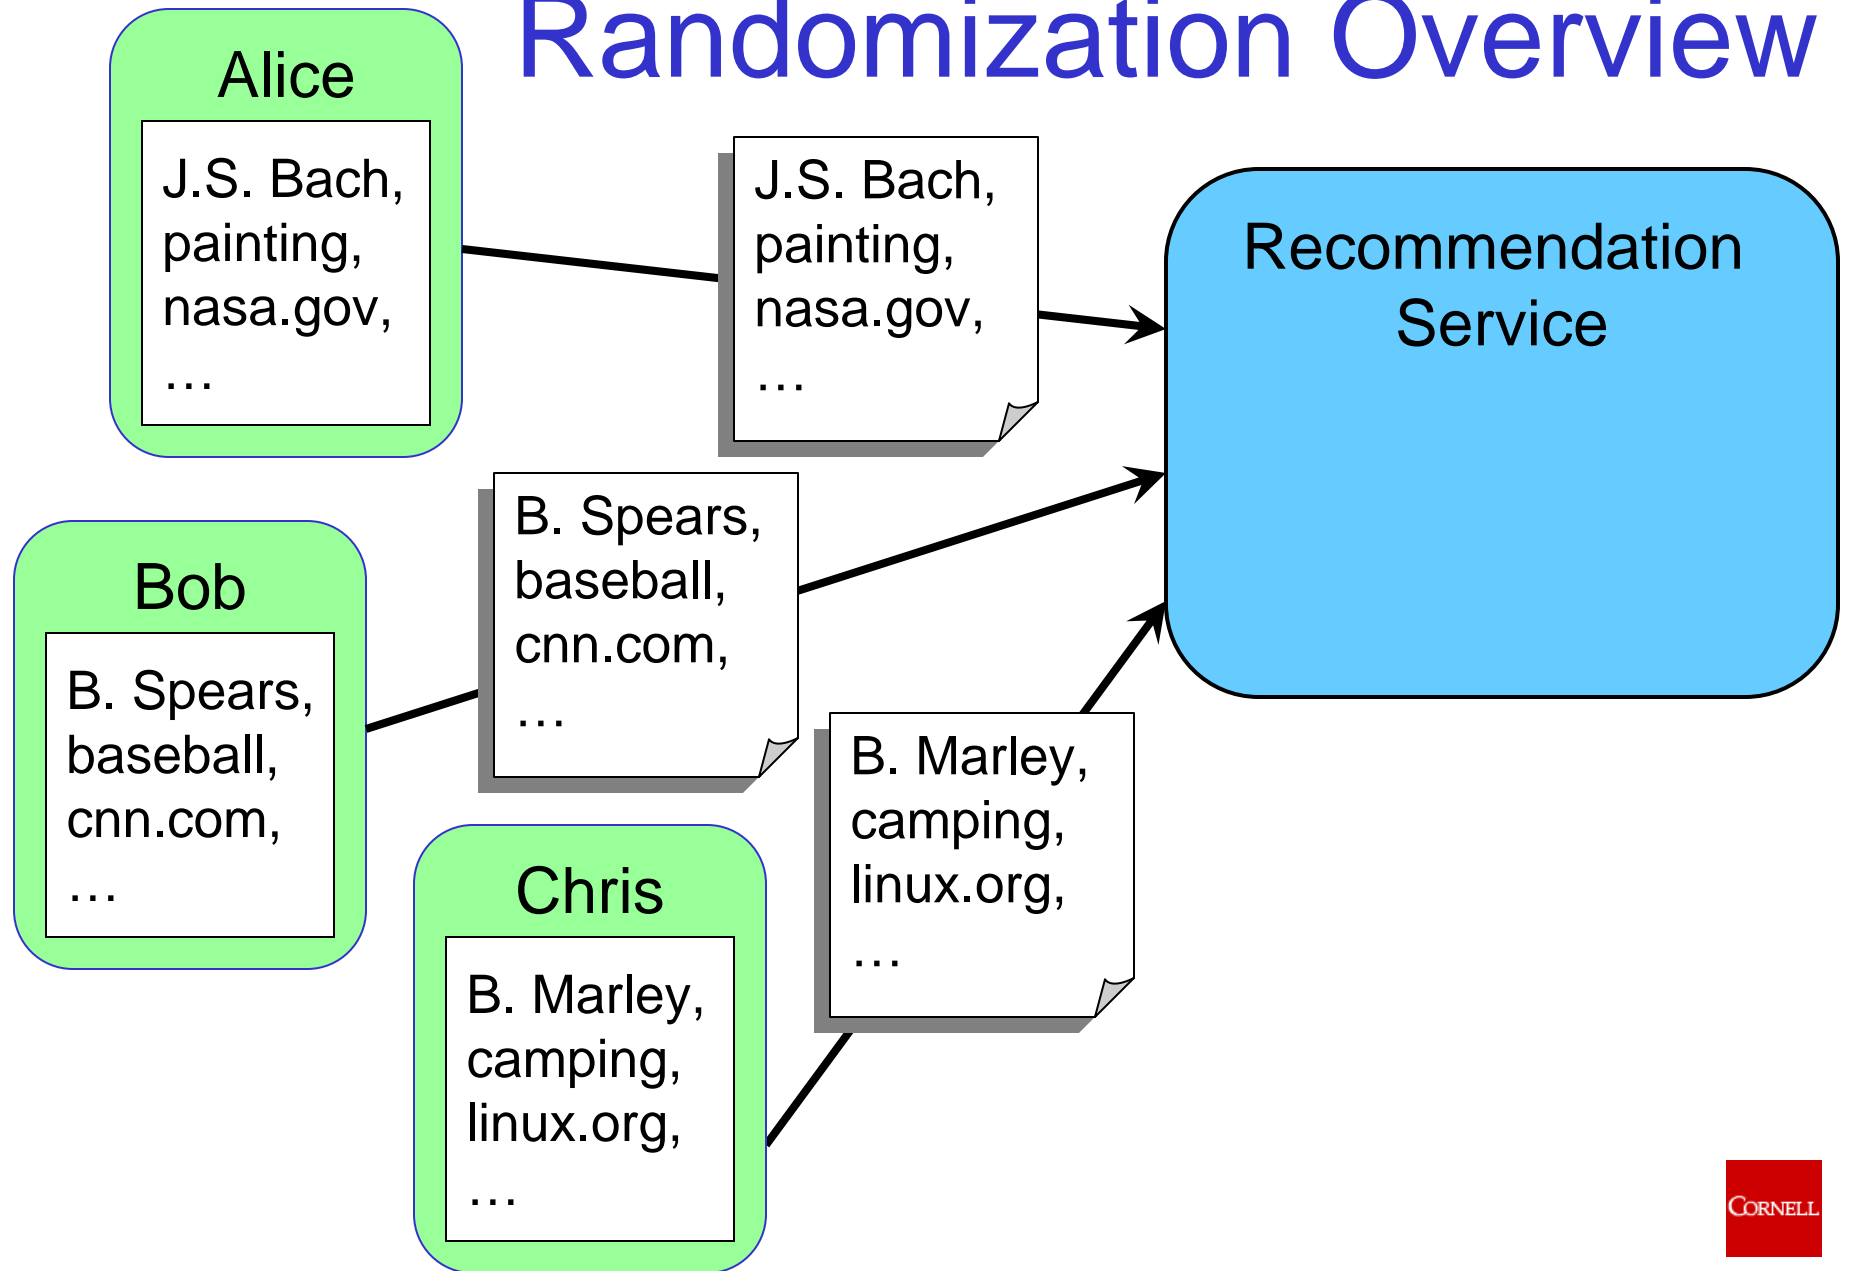 Randomization Overview
Alice
J.S. Bach,
painting,
nasa.gov,
…
J.S. Bach,
painting,
nasa.gov,
…
Recommendation
Service
Bob
B. Spears,
baseball,
cnn.com,
…
B. Spears,
baseball,
cnn.com,
…
Chris
B. Marley,
camping,
linux.org,
…
B. Marley,
camping,
linux.org,
…
CORNELL